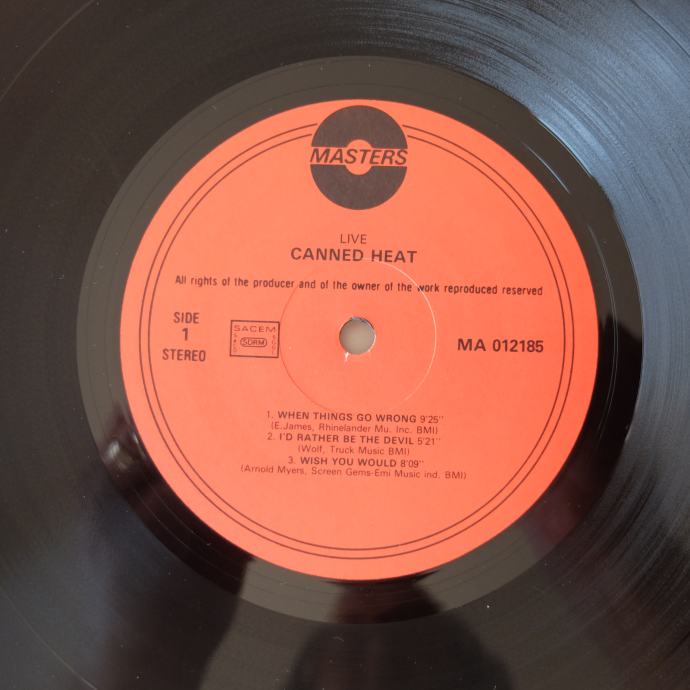 MASTERS
LIVE
CANNED HEAT
All rights of the producer and of the owner of the work reproduced reserved
SIDE
1
STEREO
SACEM
SDRM
MA 012185
1. WHEN THINGS GO WRONG 9'25''
(E.James, Rhinelander Mu. Inc. BMI)
2. I'D RATHER BE THE DEVIL 5'21''
(Wolf, Truck Music BMI)
3. WISH YOU WOULD 8'09''
(Arnold Myers, Screen Gems-Emi Music ind. BMI)